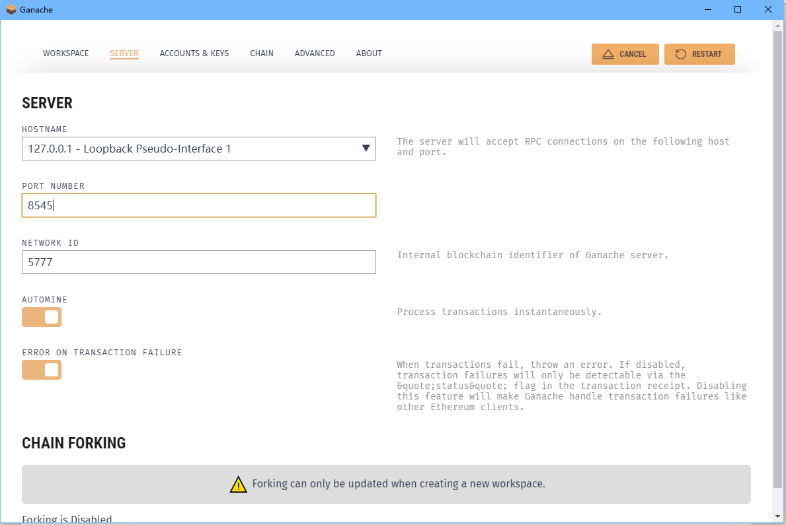 Ganache
WORKSPACE SERVER ACCOUNTS & KEYS CHAIN ADVANCED ABOUT CANCEL RESTART
SERVER
HOSTNAME
127.0.0.1 - Loopback Pseudo-Interface 1
The server will accept RPC connections on the following host
and port.
PORT NUMBER
8545
NETWORK ID
5777
Internal blockchain identifier of Ganache server.
AUTOMINE
Process transactions instantaneously.
ERROR ON TRANSACTION FAILURE
When transactions fail, throw an error. If disabled,
transaction failures will only be detectable via the
&quote;status&quote; flag in the transaction receipt. Disabling
this feature will make Ganache handle transaction failures like
other Ethereum clients.
CHAIN FORKING
Forking can only be updated when creating a new workspace.
Forking is Disabled